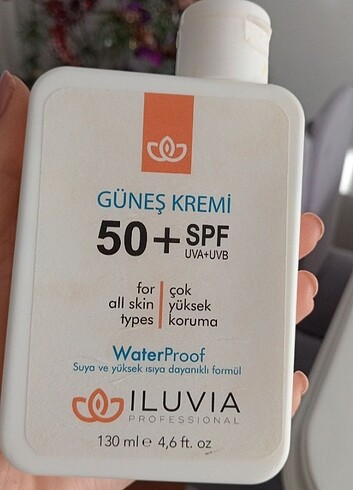 GÜNEŞ KREMİ
50+ SPF
UVA+UVB
for all skin types
çok yüksek koruma
WaterProof
Suya ve yüksek ısıya dayanıklı formül
ILUVIA
PROFESSIONAL
130 ml e 4,6 ft. oz